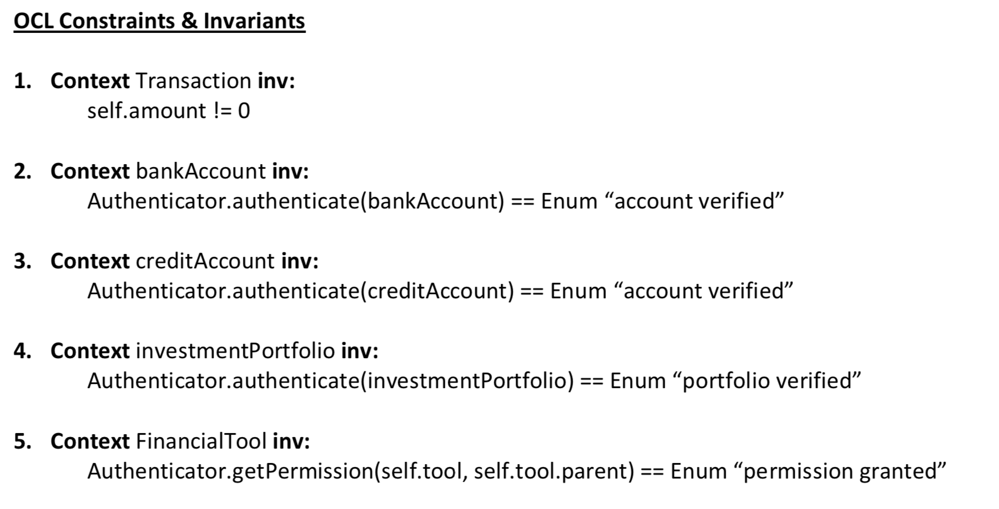 OCL Constraints & Invariants
1. Context Transaction inv:
self.amount != 0
2. Context bankAccount inv:
Authenticator.authenticate(bankAccount) == Enum “account verified”
3. Context creditAccount inv:
Authenticator.authenticate(creditAccount) == Enum “account verified”
4. Context investmentPortfolio inv:
Authenticator.authenticate(investmentPortfolio) == Enum “portfolio verified”
5. Context FinancialTool inv:
Authenticator.getPermission(self.tool, self.tool.parent) == Enum “permission granted”